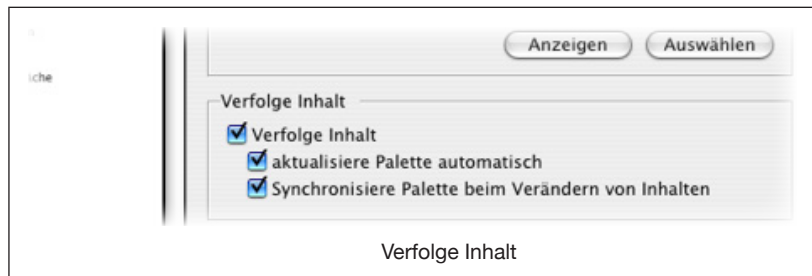 Anzeigen Auswählen
Verfolge Inhalt
Verfolge Inhalt
aktualisiere Palette automatisch
Synchronisiere Palette beim Verändern von Inhalten
Verfolge Inhalt